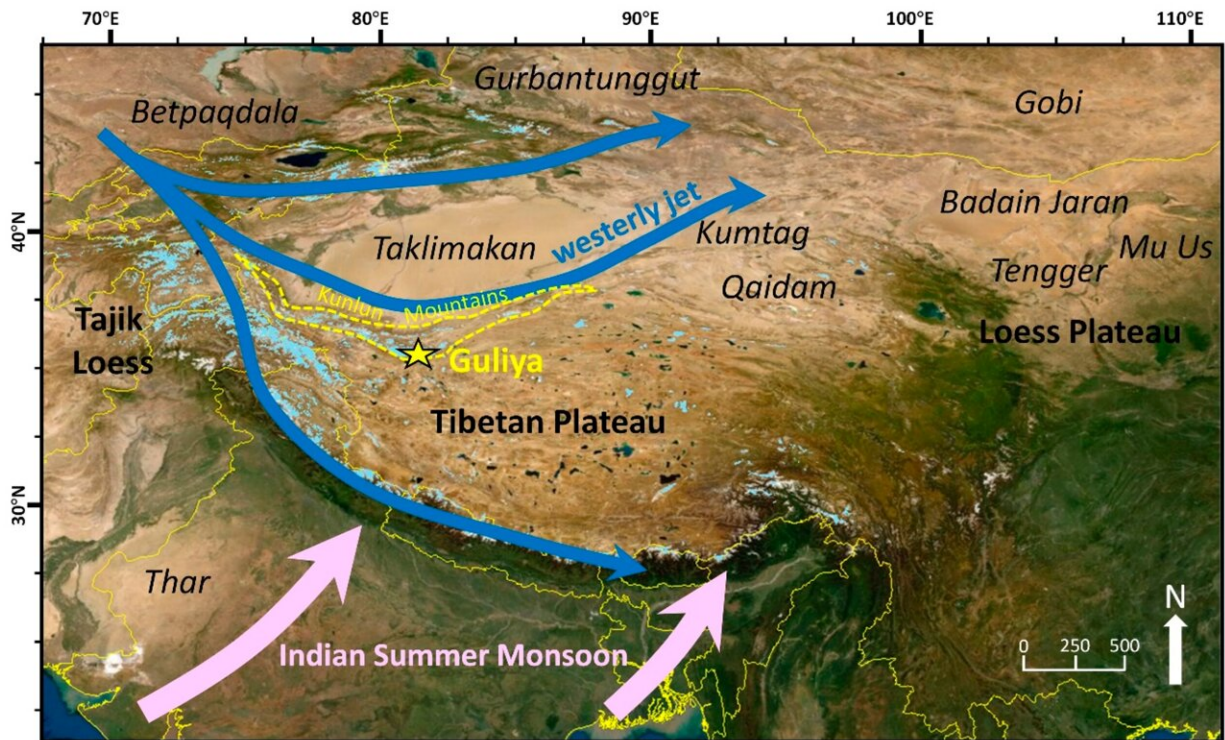 70°E 80°E 90°E 100°E 110°E
Gurbantunggut
Betpaqdala
Gobi
40°N
Badain Jaran
westerly jet
Taklimakan
Kumtag
Mu Us
Tengger
Qaidam
Kunlun Mountains
Tajik
Loess
Loess Plateau
Guliya
Tibetan Plateau
30°N
Thar
N
Indian Summer Monsoon
0 250 500